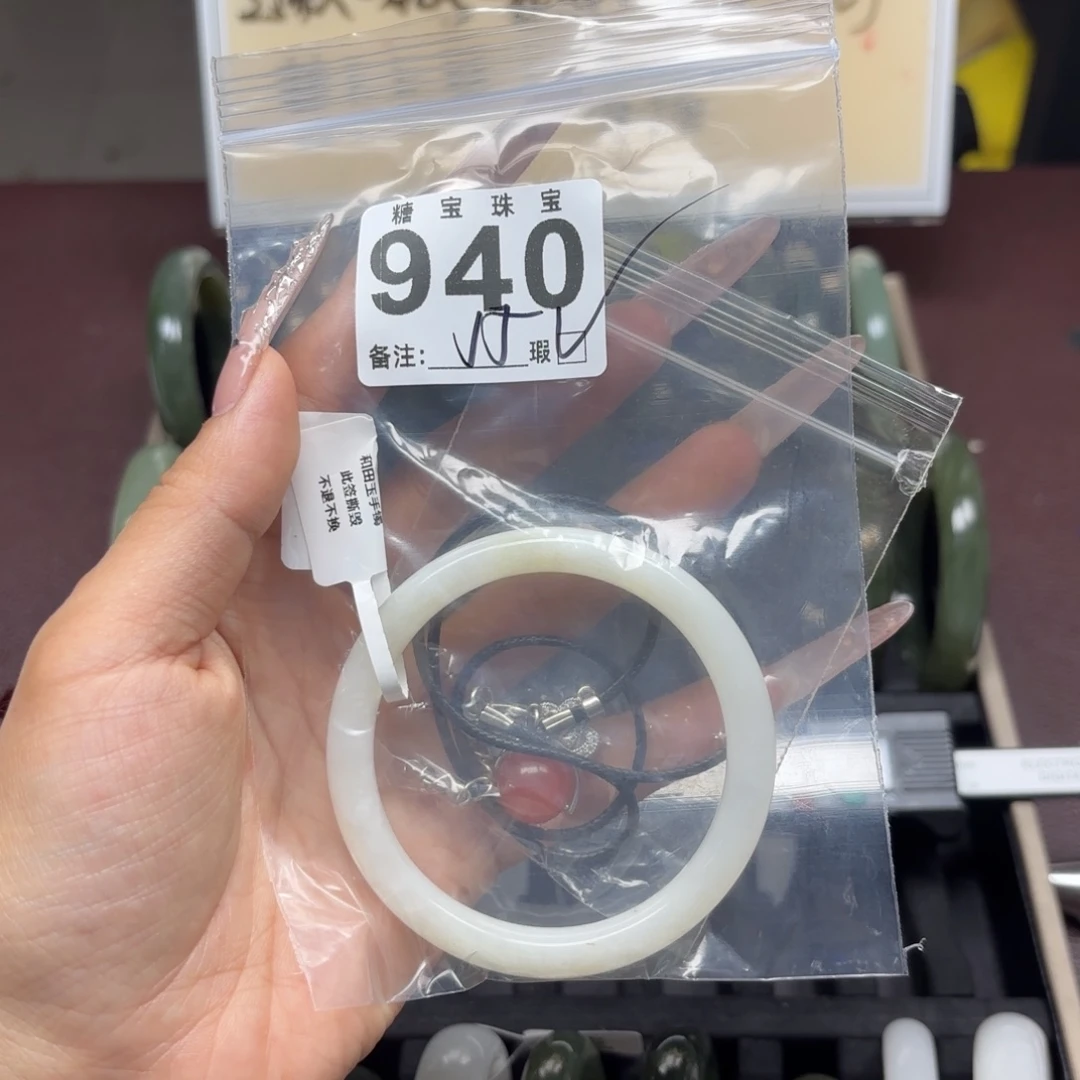 糖宝珠宝
940
备注: 瑕
和田玉手镯
此签撕毁
不退不换